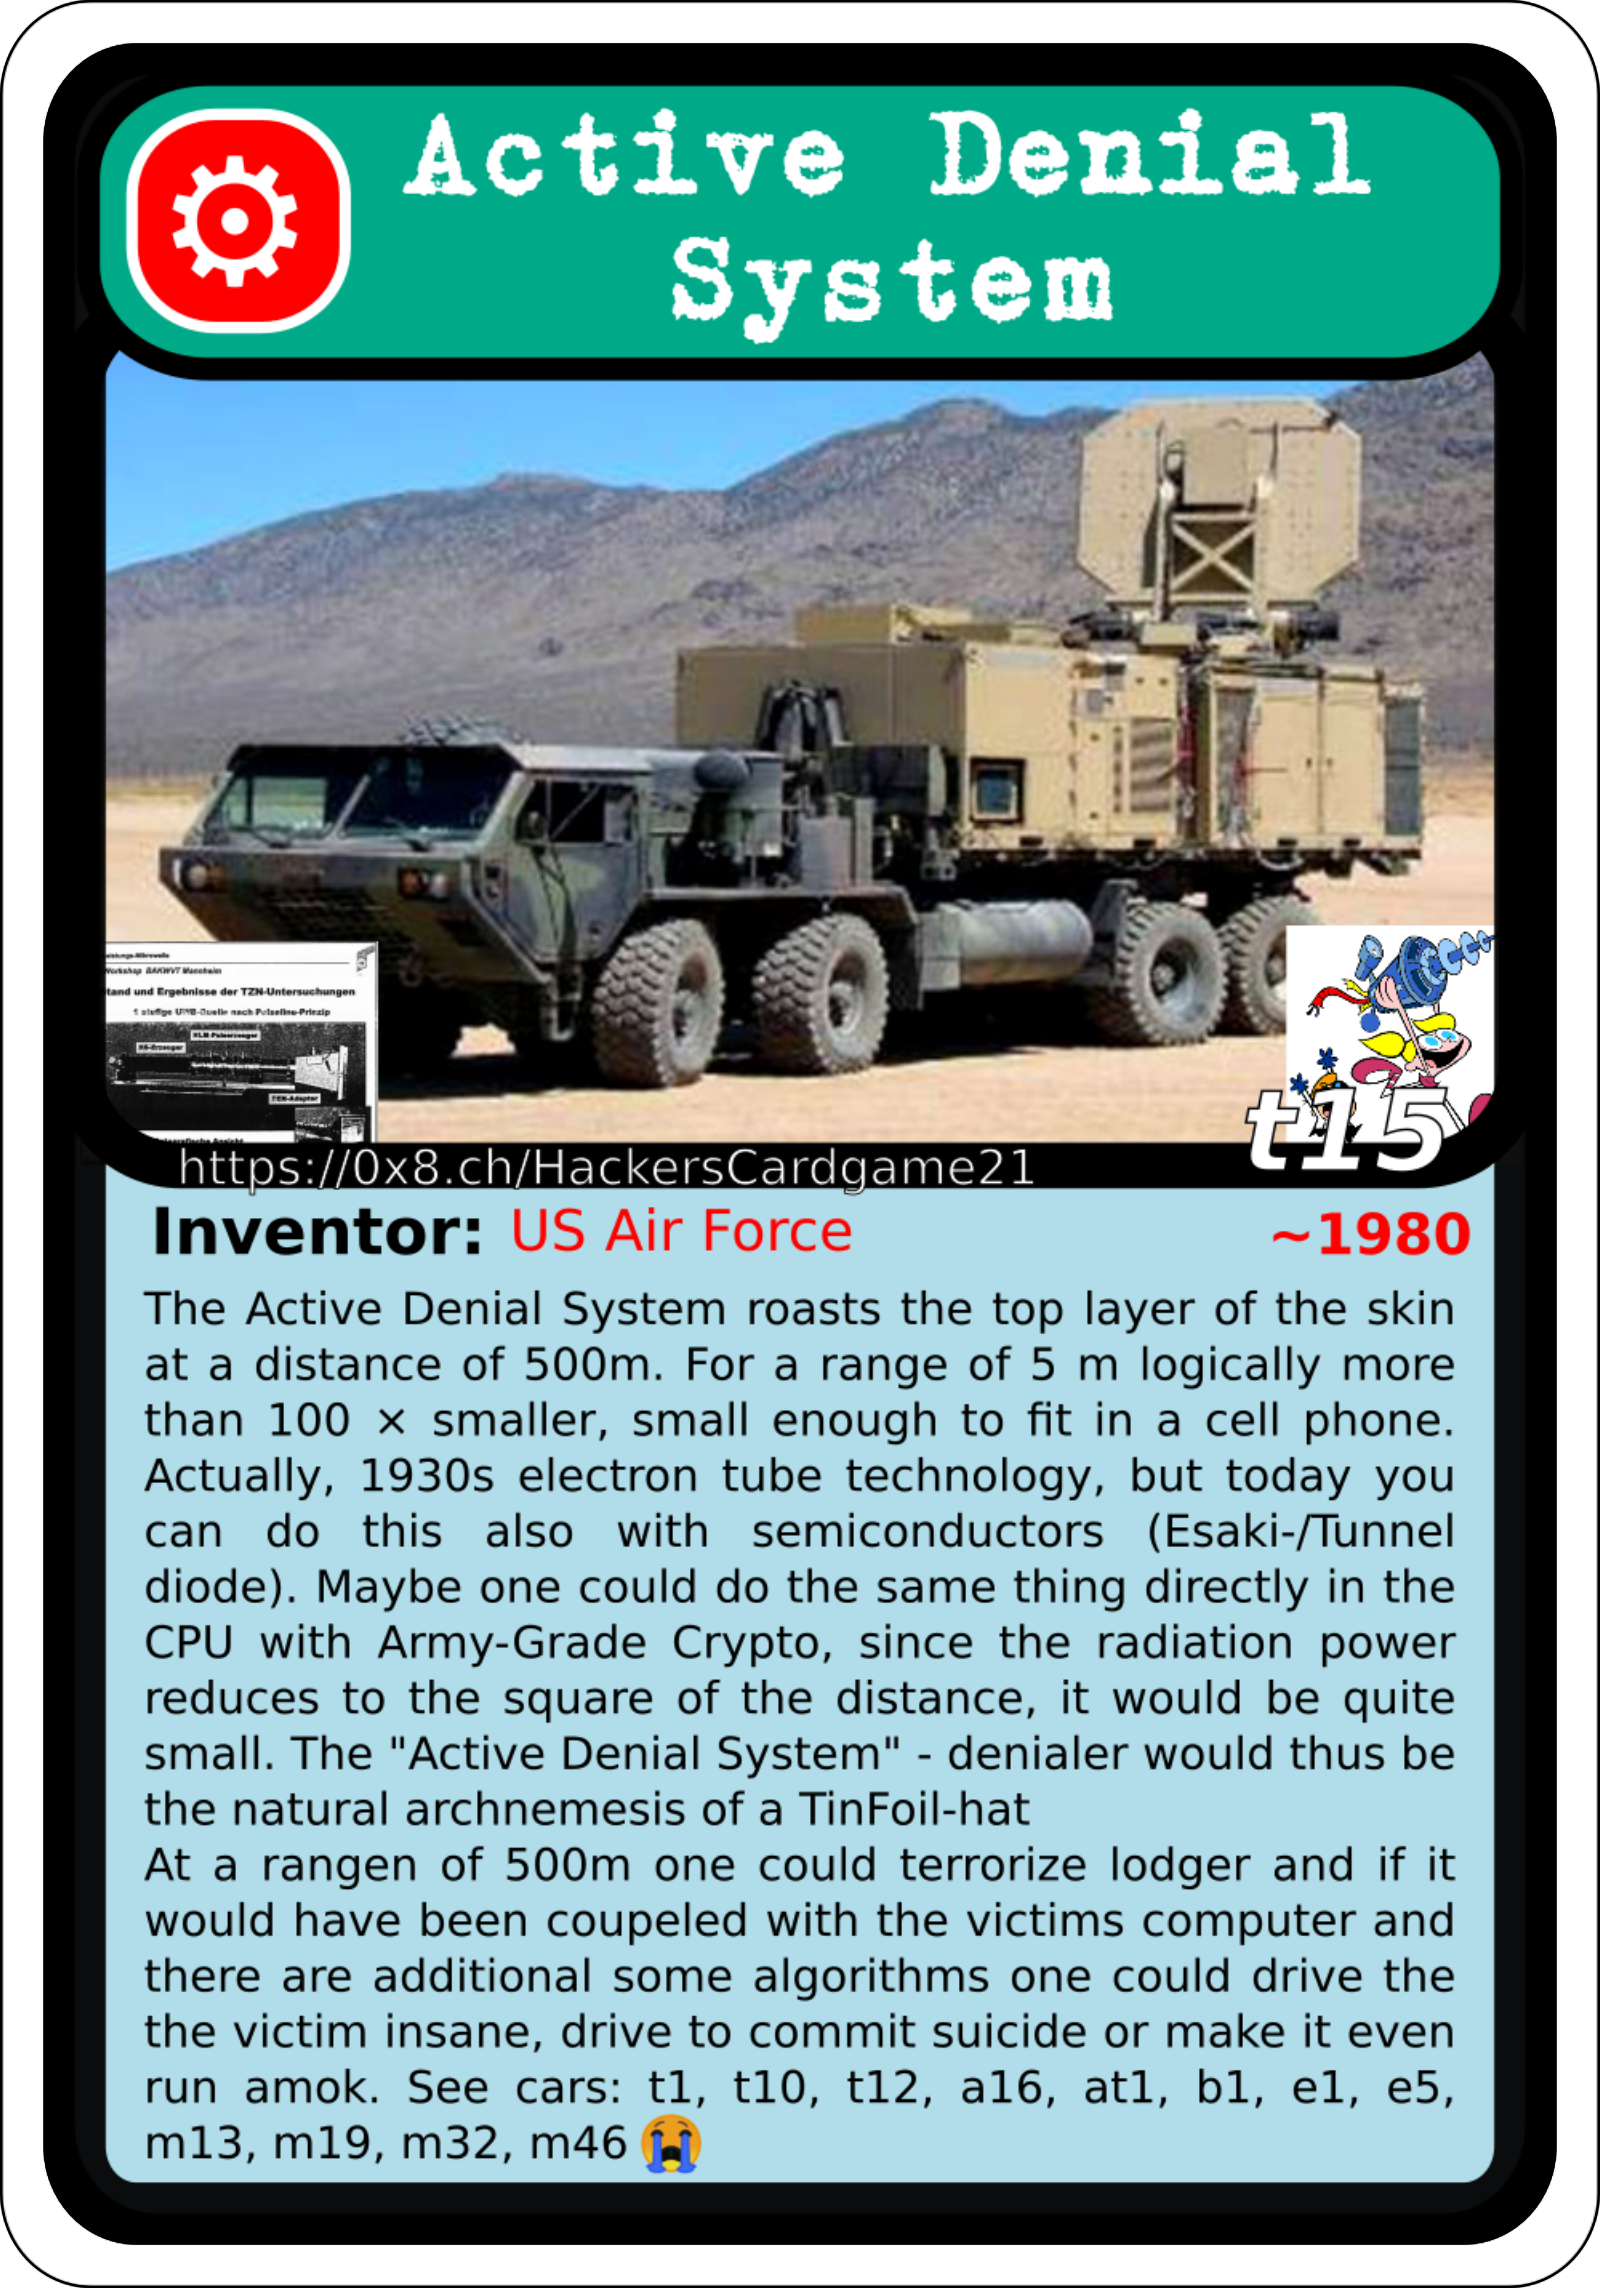 Active Denial
System
Leistungs-Mikrowelle
Workshop BAKWVT Mannheim
tand und Ergebnisse der TZN-Untersuchungen
1 stufige UWB-Quelle nach Pulseline-Prinzip
TZN-Adapter
t15
https://0x8.ch/HackersCardgame21
Inventor: US Air Force ~1980
The Active Denial System roasts the top layer of the skin
at a distance of 500m. For a range of 5 m logically more
than 100 × smaller, small enough to fit in a cell phone.
Actually, 1930s electron tube technology, but today you
can do this also with semiconductors (Esaki-/Tunnel
diode). Maybe one could do the same thing directly in the
CPU with Army-Grade Crypto, since the radiation power
reduces to the square of the distance, it would be quite
small. The "Active Denial System" - denialer would thus be
the natural archnemesis of a TinFoil-hat
At a rangen of 500m one could terrorize lodger and if it
would have been coupeled with the victims computer and
there are additional some algorithms one could drive the
the victim insane, drive to commit suicide or make it even
run amok. See cars: t1, t10, t12, a16, at1, b1, e1, e5,
m13, m19, m32, m46 😭